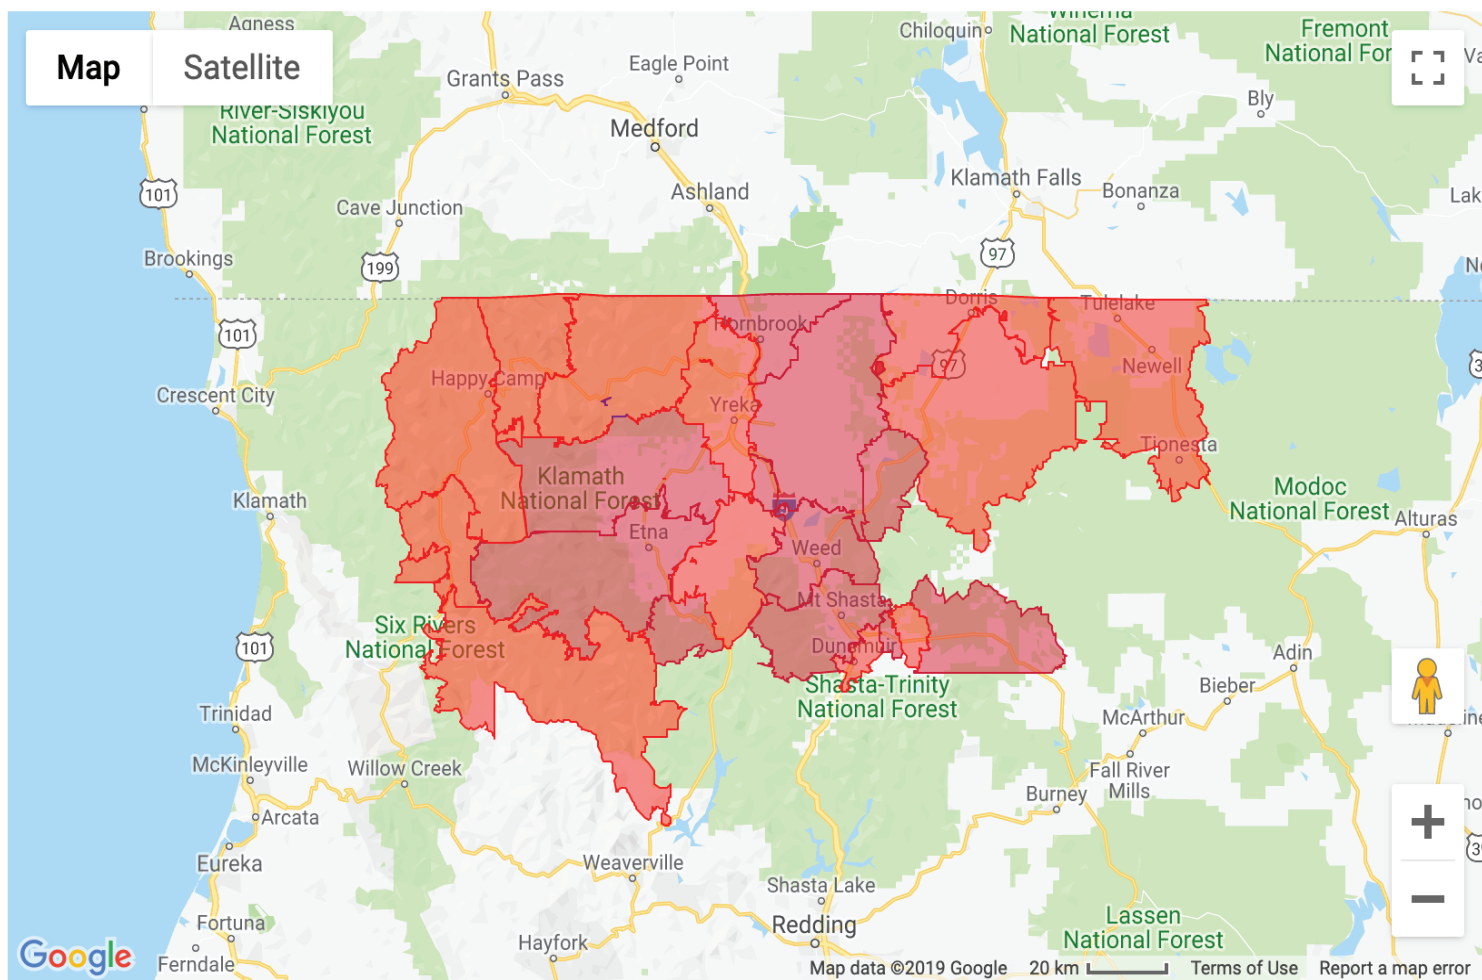 Agness
Chiloquin
Winema
National Forest
Fremont
National For
Map
Satellite
Grants Pass
Eagle Point
River-Siskiyou
National Forest
Medford
Bly
101
Ashland
Klamath Falls
Bonanza
Lak
Cave Junction
199
97
Brookings
101
Dorris
Tulelake
Hornbrook
97
Newell
Crescent City
Happy Camp
Yreka
Klamath
National Forest
Tionesta
Klamath
Modoc
National Forest
Alturas
Etna
Weed
Mt Shasta
Six Rivers
National Forest
101
Dunsmuir
Adin
Shasta-Trinity
National Forest
Bieber
Trinidad
McArthur
McKinleyville
Willow Creek
Fall River
Mills
Burney
Arcata
Eureka
Weaverville
Shasta Lake
Redding
Lassen
National Forest
Fortuna
Hayfork
Ferndale
Google
Map data ©2019 Google
20 km
Terms of Use
Report a map error